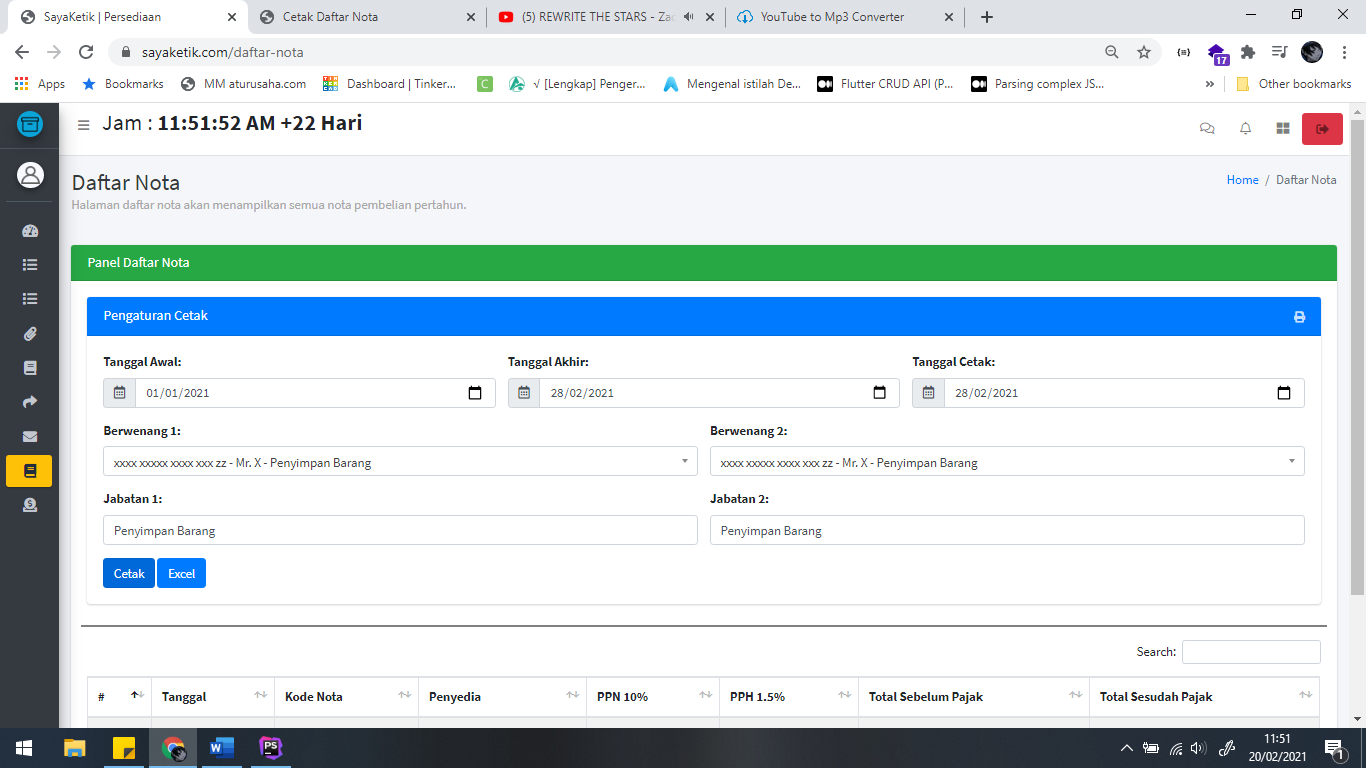 SayaKetik | Persediaan
Cetak Daftar Nota
(5) REWRITE THE STARS - Zac
YouTube to Mp3 Converter
sayaketik.com/daftar-nota
17
Apps
Bookmarks
MM aturusaha.com
Dashboard | Tinker...
C
√ [Lengkap] Penger...
Mengenal istilah De...
Flutter CRUD API (P...
Parsing complex JS...
»
Other bookmarks
Jam : 11:51:52 AM +22 Hari
Daftar Nota
Home / Daftar Nota
Halaman daftar nota akan menampilkan semua nota pembelian pertahun.
Panel Daftar Nota
Pengaturan Cetak
Tanggal Awal:
Tanggal Akhir:
Tanggal Cetak:
01/01/2021
28/02/2021
28/02/2021
Berwenang 1:
Berwenang 2:
xxxx xxxxx xxxx xxx zz - Mr. X - Penyimpan Barang
xxxx xxxxx xxxx xxx zz - Mr. X - Penyimpan Barang
Jabatan 1:
Jabatan 2:
Penyimpan Barang
Penyimpan Barang
Cetak
Excel
Search:
# Tanggal Kode Nota Penyedia PPN 10% PPH 1.5% Total Sebelum Pajak Total Sesudah Pajak
W
PS
11:51
20/02/2021
1